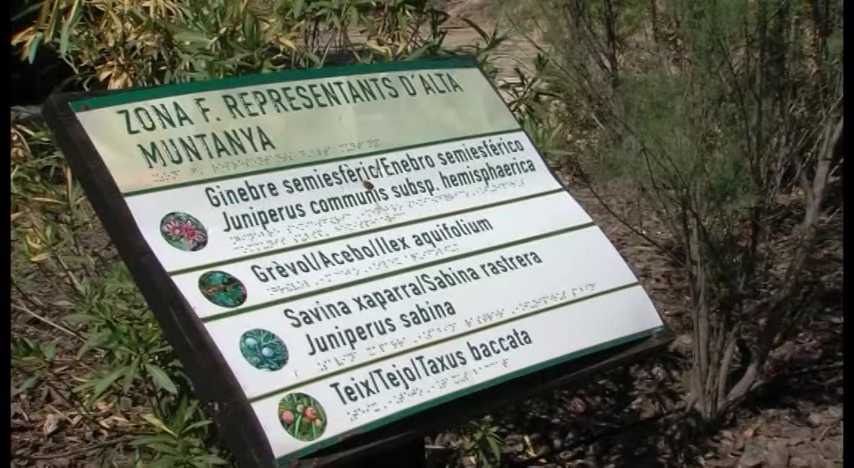 ZONA F. REPRESENTANTS D'ALTA
MUNTANYA
Ginebre semiesfèric/Enebro semiesférico
Juniperus communis subsp. hemisphaerica
Grèvol/Acebo/Ilex aquifolium
Savina xaparra/Sabina rastrera
Juniperus sabina
Teix/Tejo/Taxus baccata